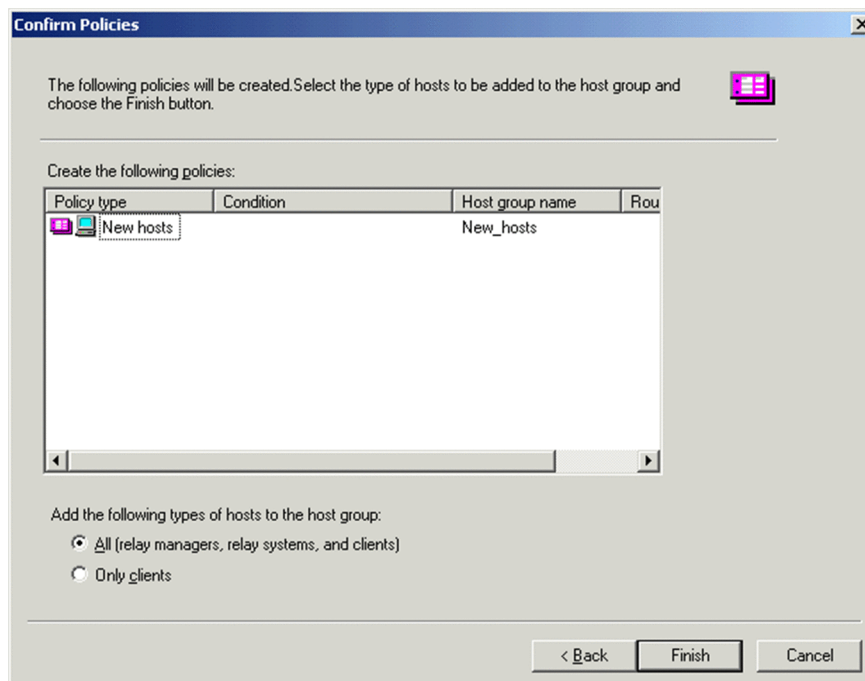 Confirm Policies
The following policies will be created.Select the type of hosts to be added to the host group and
choose the Finish button.
Create the following policies:
Policy type Condition Host group name Rou
New hosts New_hosts
Add the following types of hosts to the host group:
All (relay managers, relay systems, and clients)
Only clients
< Back Finish Cancel